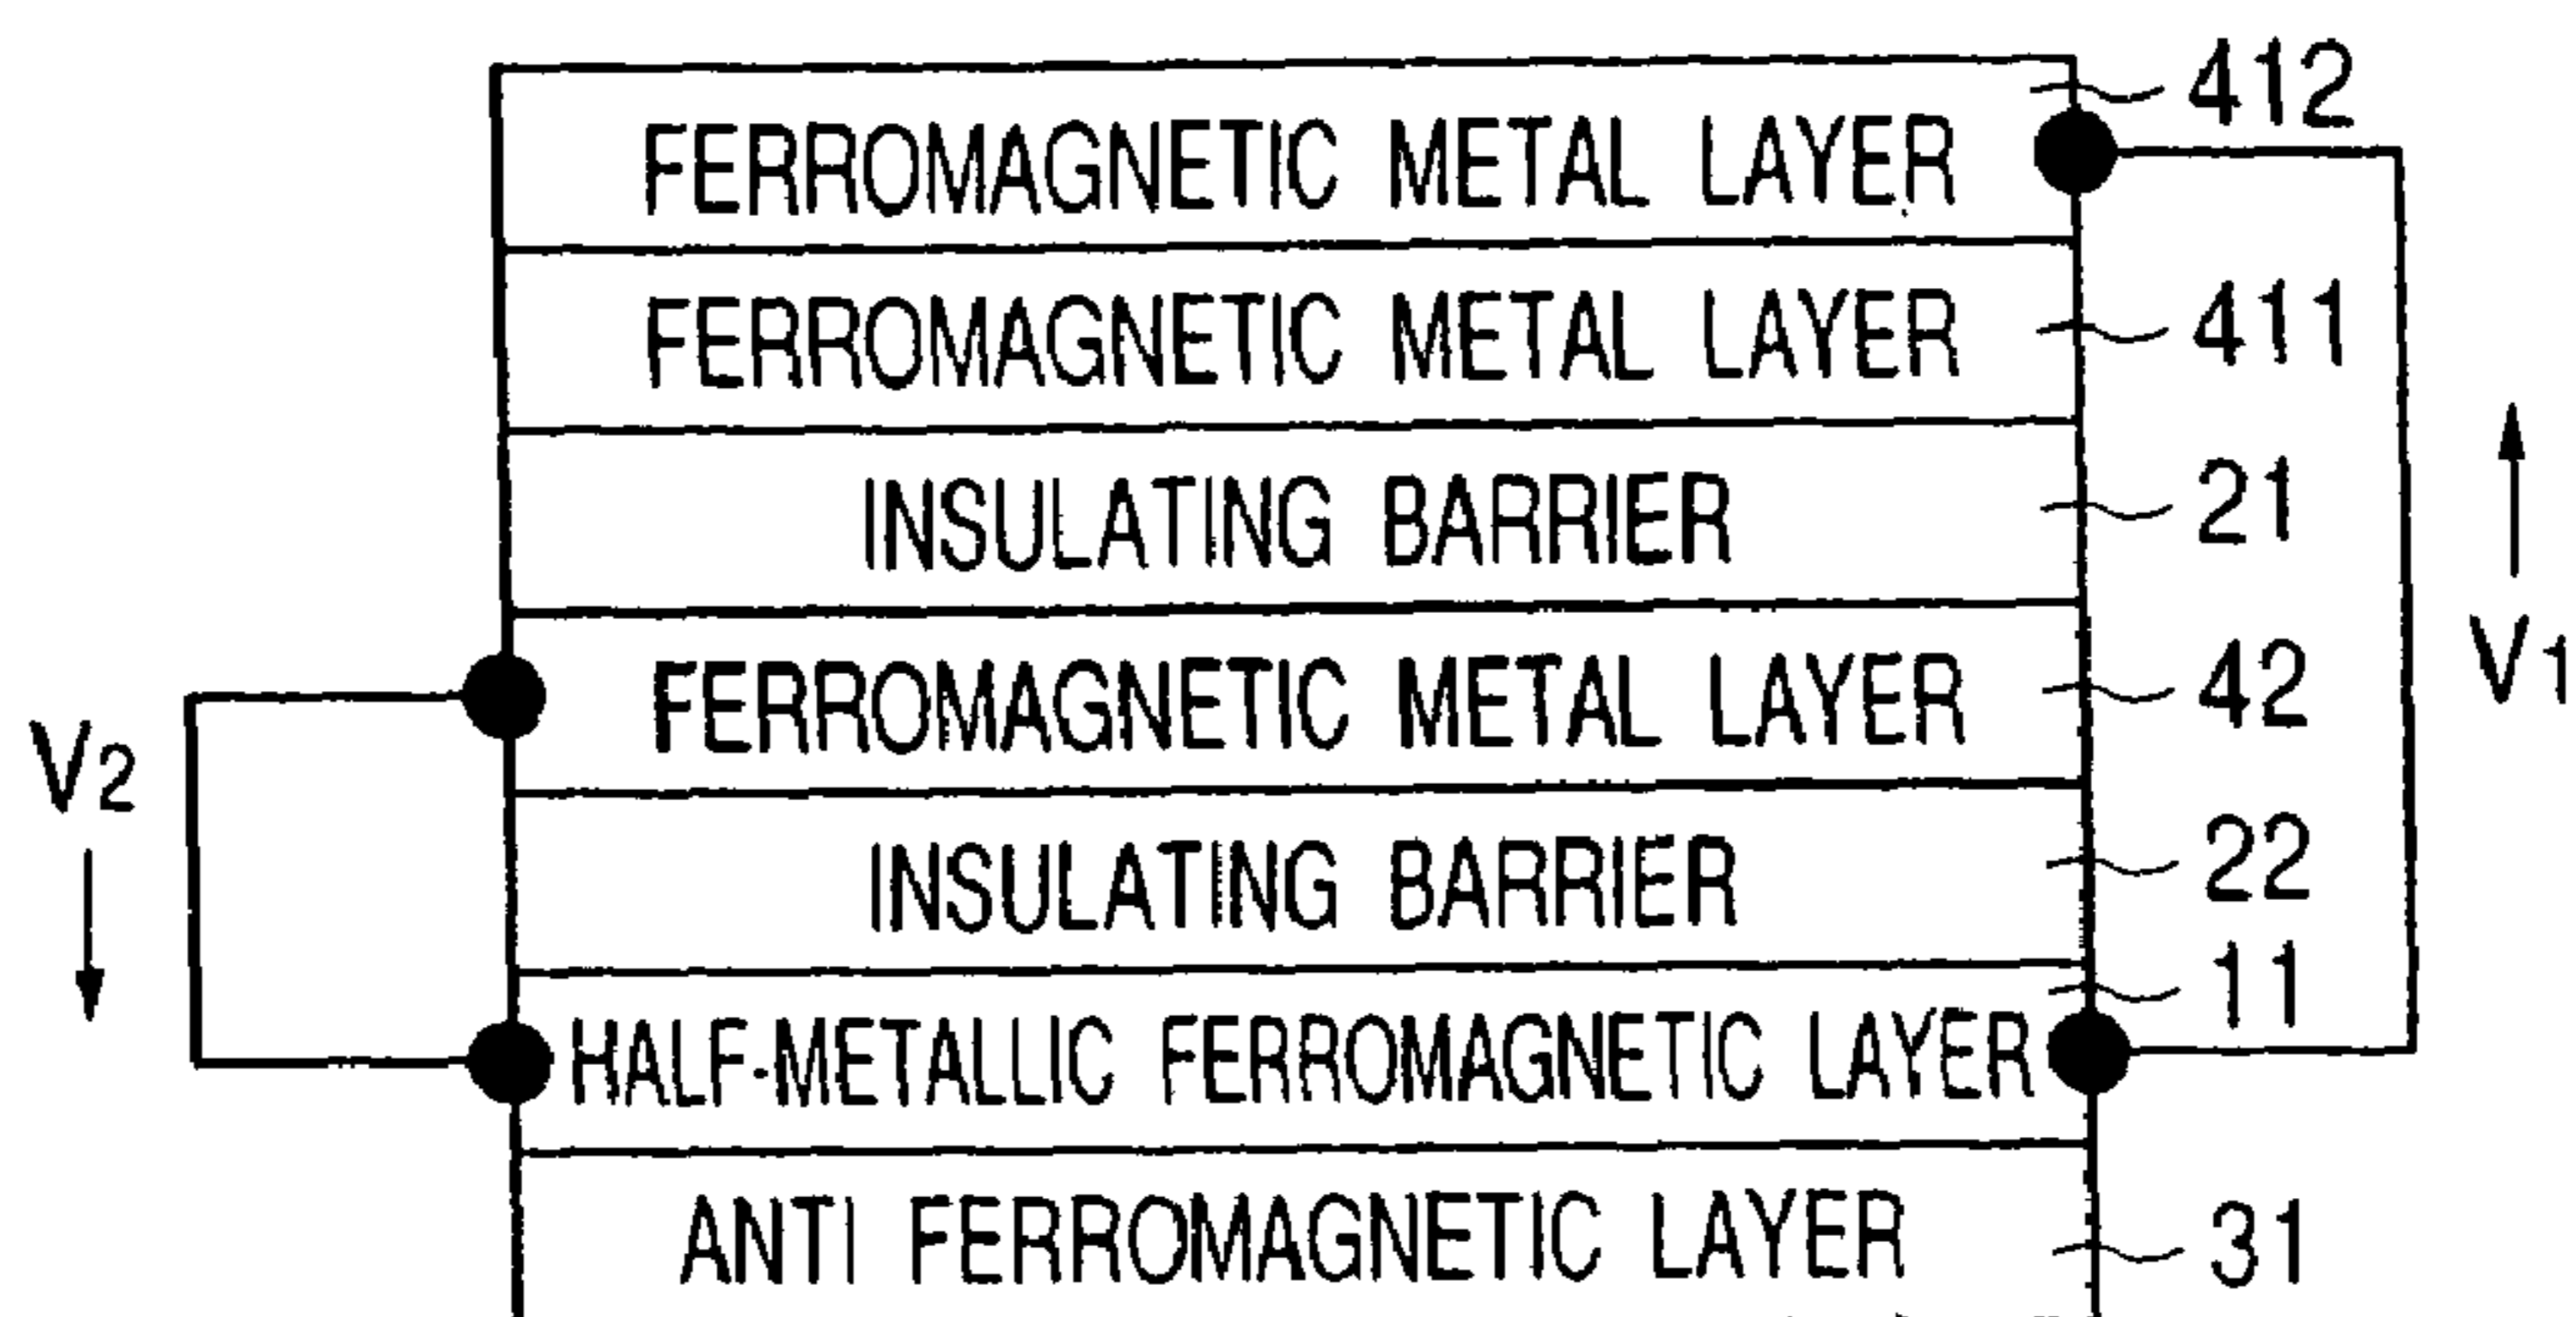 412
FERROMAGNETIC METAL LAYER
FERROMAGNETIC METAL LAYER 411
INSULATING BARRIER 21
FERROMAGNETIC METAL LAYER 42
V1
V2
INSULATING BARRIER 22
11
HALF-METALLIC FERROMAGNETIC LAYER
ANTI FERROMAGNETIC LAYER 31